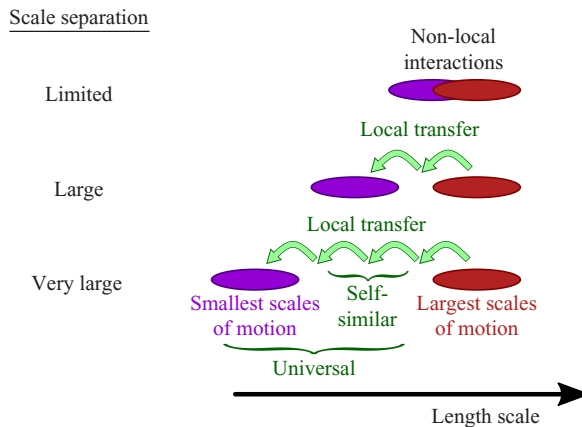 Scale separation
Non-local
interactions
Limited
Local transfer
Large
Local transfer
Very large
Smallest scales
of motion
Self-
similar
Largest scales
of motion
Universal
Length scale